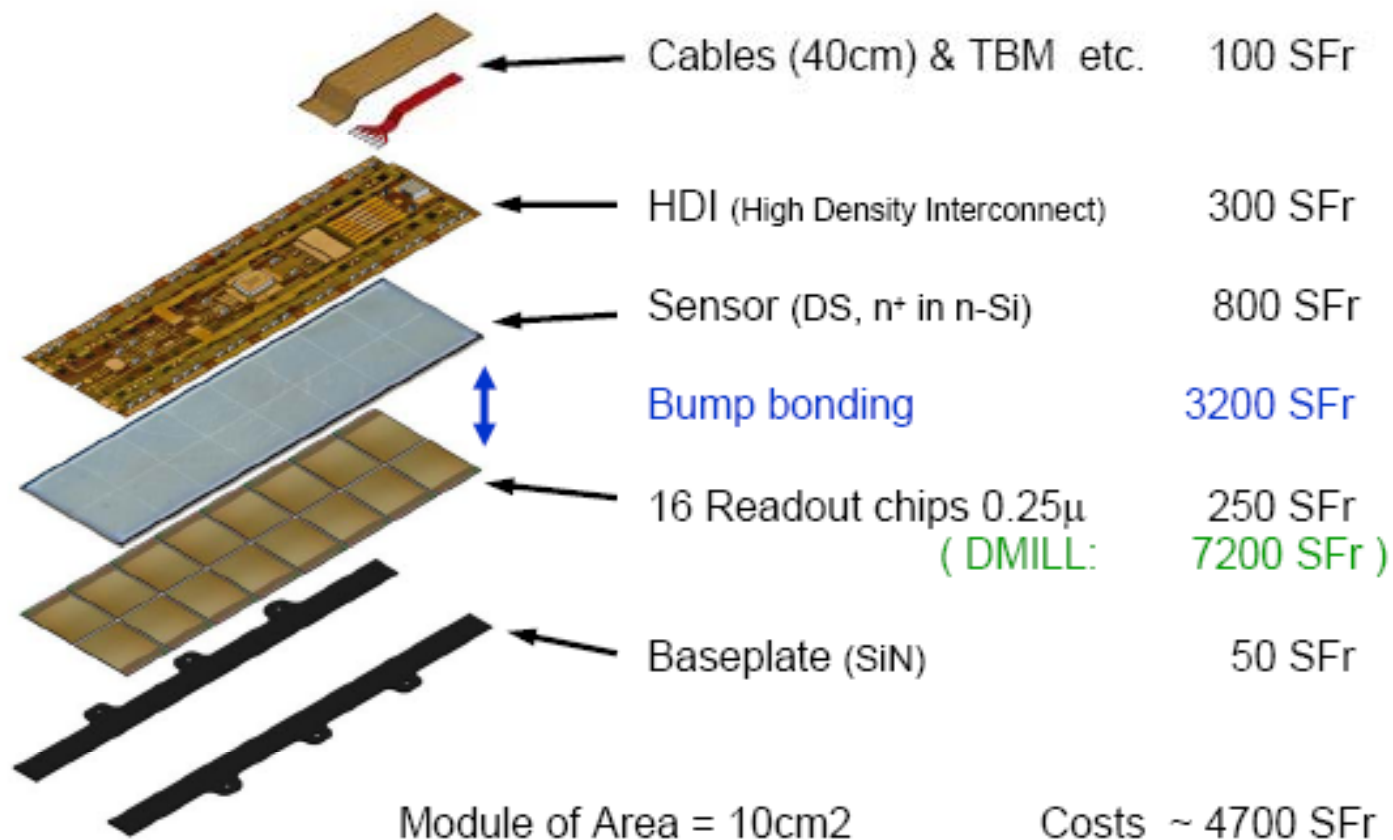 Cables (40cm) & TBM etc. 100 SFr
HDI (High Density Interconnect) 300 SFr
Sensor (DS, n⁺ in n-Si) 800 SFr
Bump bonding 3200 SFr
16 Readout chips 0.25μ 250 SFr
( DMILL: 7200 SFr )
Baseplate (SiN) 50 SFr
Module of Area = 10cm2 Costs ~ 4700 SFr